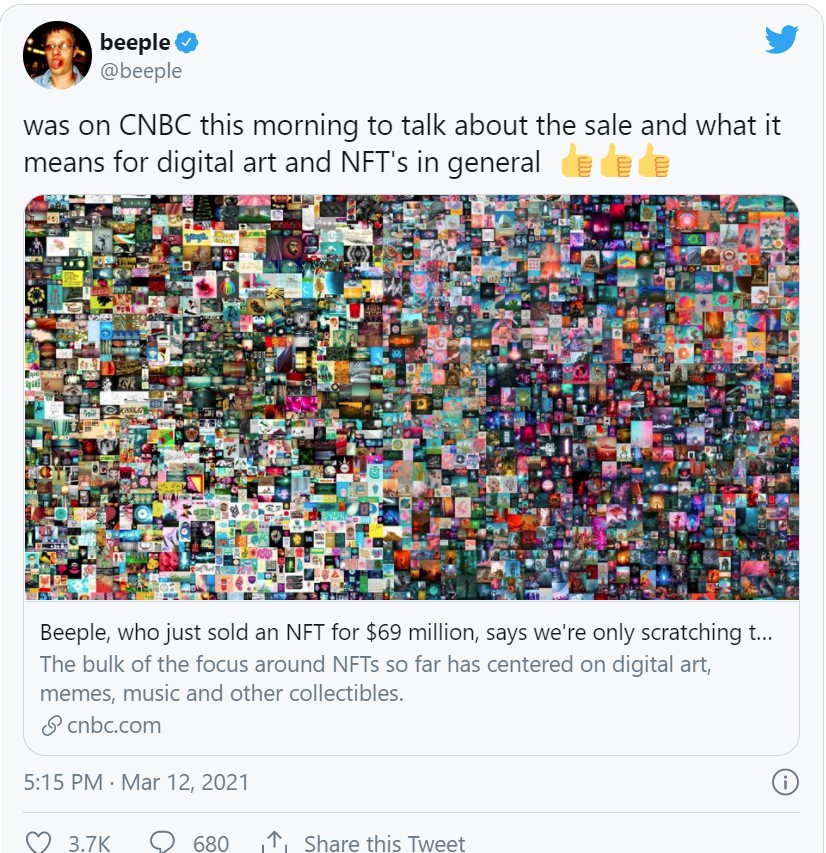 beeple
@beeple
was on CNBC this morning to talk about the sale and what it
means for digital art and NFT's in general 👍👍👍
Beeple, who just sold an NFT for $69 million, says we're only scratching t...
The bulk of the focus around NFTs so far has centered on digital art,
memes, music and other collectibles.
cnbc.com
5:15 PM · Mar 12, 2021
3.7K 680 Share this Tweet